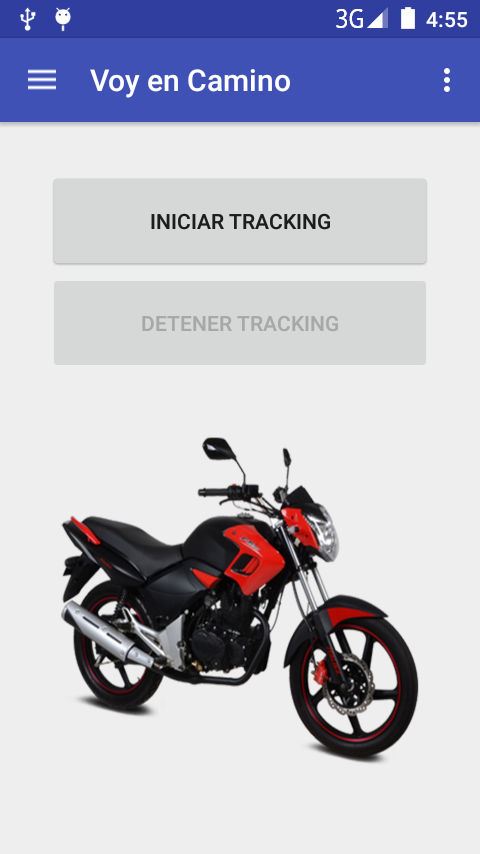 3G 4:55
Voy en Camino
INICIAR TRACKING
DETENER TRACKING